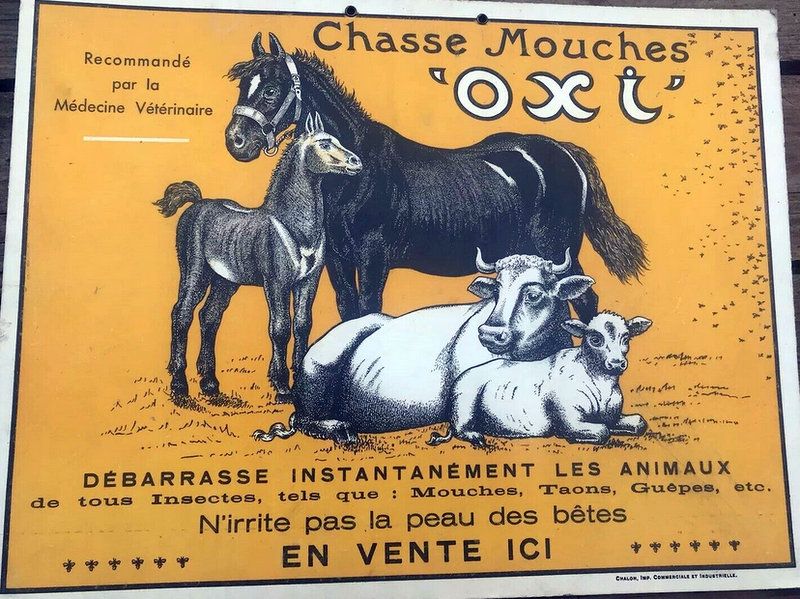 Recommandé
par la
Médecine Vétérinaire
Chasse Mouches
'OXi'
DÉBARRASSE INSTANTANÉMENT LES ANIMAUX
de tous Insectes, tels que : Mouches, Taons, Guêpes, etc.
N'irrite pas la peau des bêtes
EN VENTE ICI
CHALON, IMP. COMMERCIALE ET INDUSTRIELLE.